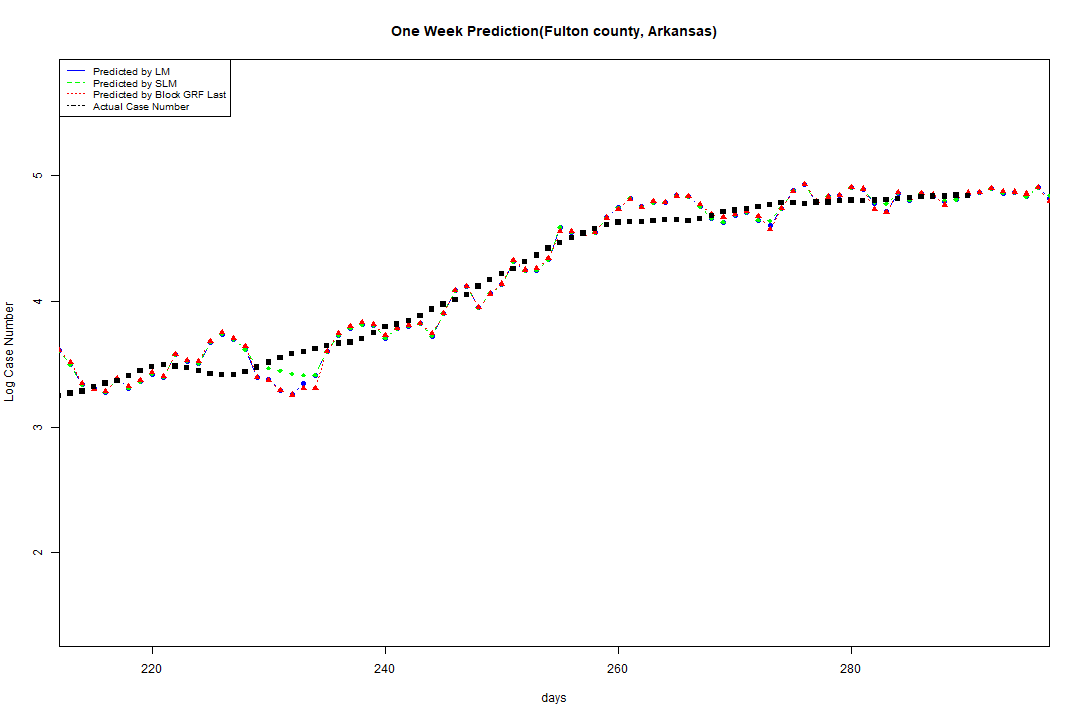 One Week Prediction(Fulton county, Arkansas)
Predicted by LM
Predicted by SLM
Predicted by Block GRF Last
Actual Case Number
5
4
3
2
Log Case Number
220 240 260 280
days